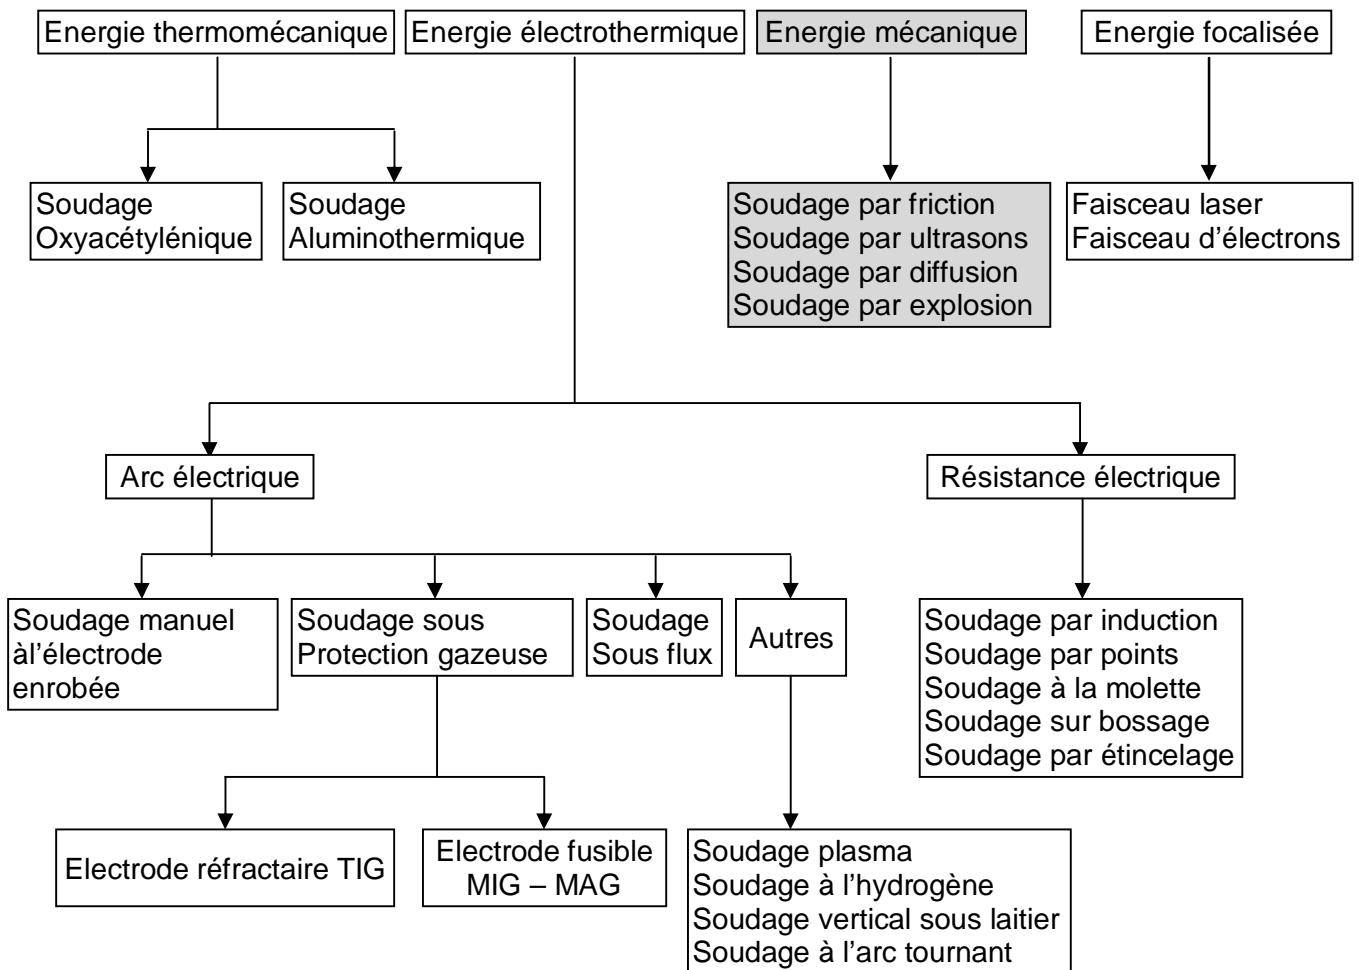 Energie thermomécanique
Energie électrothermique
Energie mécanique
Energie focalisée
Soudage
Oxyacétylénique
Soudage
Aluminothermique
Soudage par friction
Soudage par ultrasons
Soudage par diffusion
Soudage par explosion
Faisceau laser
Faisceau d’électrons
Arc électrique
Résistance électrique
Soudage manuel
àl’électrode
enrobée
Soudage sous
Protection gazeuse
Soudage
Sous flux
Autres
Soudage par induction
Soudage par points
Soudage à la molette
Soudage sur bossage
Soudage par étincelage
Electrode réfractaire TIG
Electrode fusible
MIG – MAG
Soudage plasma
Soudage à l’hydrogène
Soudage vertical sous laitier
Soudage à l’arc tournant